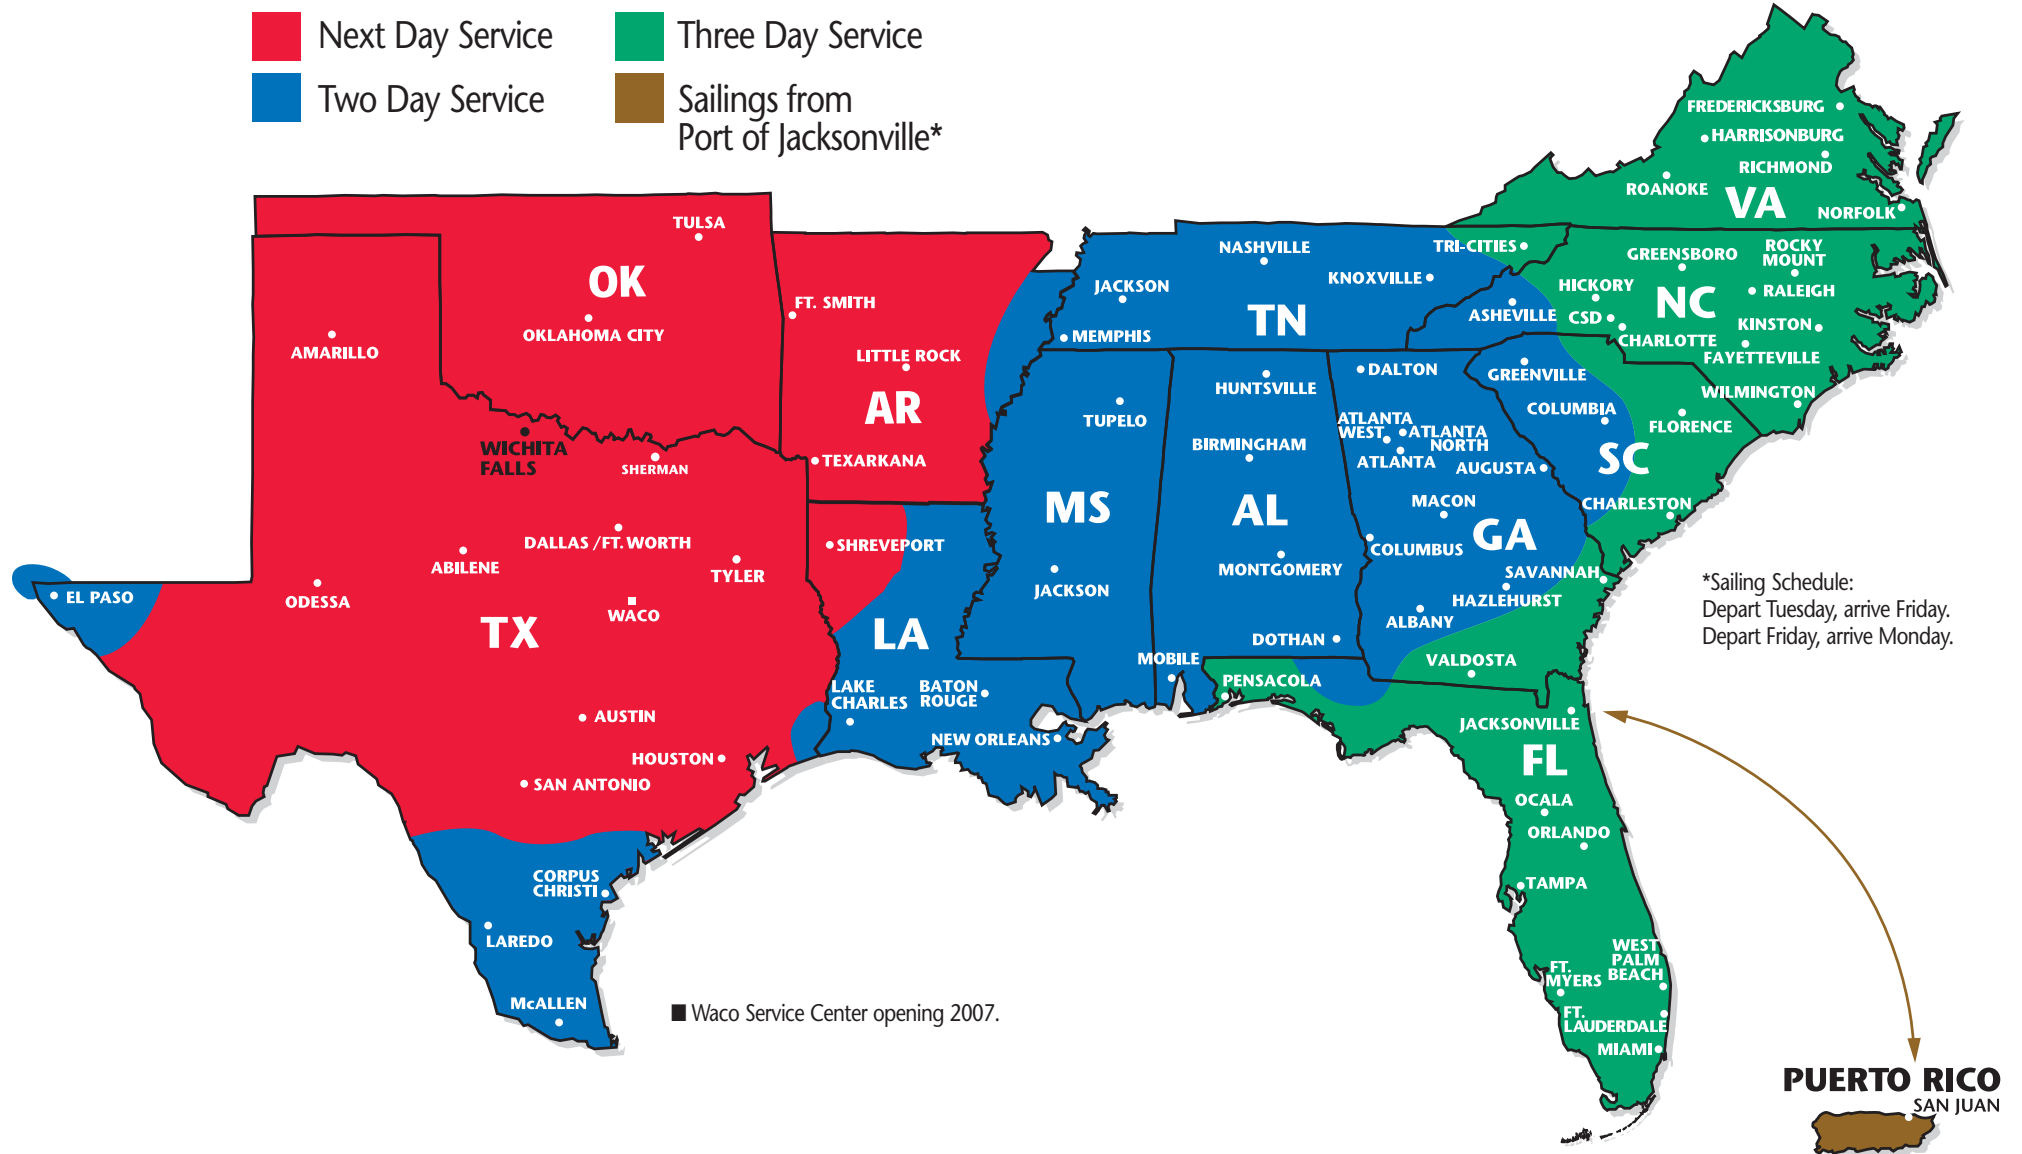 Next Day Service
Three Day Service
Two Day Service
Sailings from
Port of Jacksonville*
FREDERICKSBURG
HARRISONBURG
RICHMOND
ROANOKE
VA
NORFOLK
TULSA
OK
OKLAHOMA CITY
AMARILLO
WICHITA
FALLS
SHERMAN
DALLAS /FT. WORTH
ABILENE
TYLER
ODESSA
WACO
EL PASO
TX
AUSTIN
HOUSTON
SAN ANTONIO
CORPUS
CHRISTI
LAREDO
McALLEN
FT. SMITH
LITTLE ROCK
AR
TEXARKANA
SHREVEPORT
LA
LAKE
CHARLES
BATON
ROUGE
NEW ORLEANS
NASHVILLE
KNOXVILLE
TRI-CITIES
JACKSON
MEMPHIS
TN
TUPELO
MS
JACKSON
HUNTSVILLE
BIRMINGHAM
AL
MONTGOMERY
DOTHAN
MOBILE
DALTON
ATLANTA
WEST
ATLANTA
NORTH
ATLANTA
AUGUSTA
MACON
GA
COLUMBUS
SAVANNAH
HAZLEHURST
ALBANY
VALDOSTA
GREENSBORO
ROCKY
MOUNT
HICKORY
NC
RALEIGH
ASHEVILLE
CSD
KINSTON
CHARLOTTE
FAYETTEVILLE
WILMINGTON
GREENVILLE
COLUMBIA
FLORENCE
SC
CHARLESTON
PENSACOLA
JACKSONVILLE
FL
OCALA
ORLANDO
TAMPA
WEST
PALM
BEACH
FT.
MYERS
FT.
LAUDERDALE
MIAMI
*Sailing Schedule:
Depart Tuesday, arrive Friday.
Depart Friday, arrive Monday.
Waco Service Center opening 2007.
PUERTO RICO
SAN JUAN